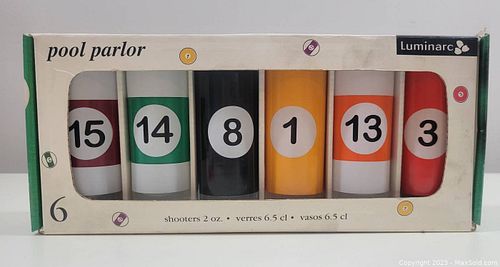 pool parlor
Luminarc
15 14 8 1 13 3
6
shooters 2 oz. • verres 6.5 cl • vasos 6.5 cl
Copyright 2023 - MaxSold.com